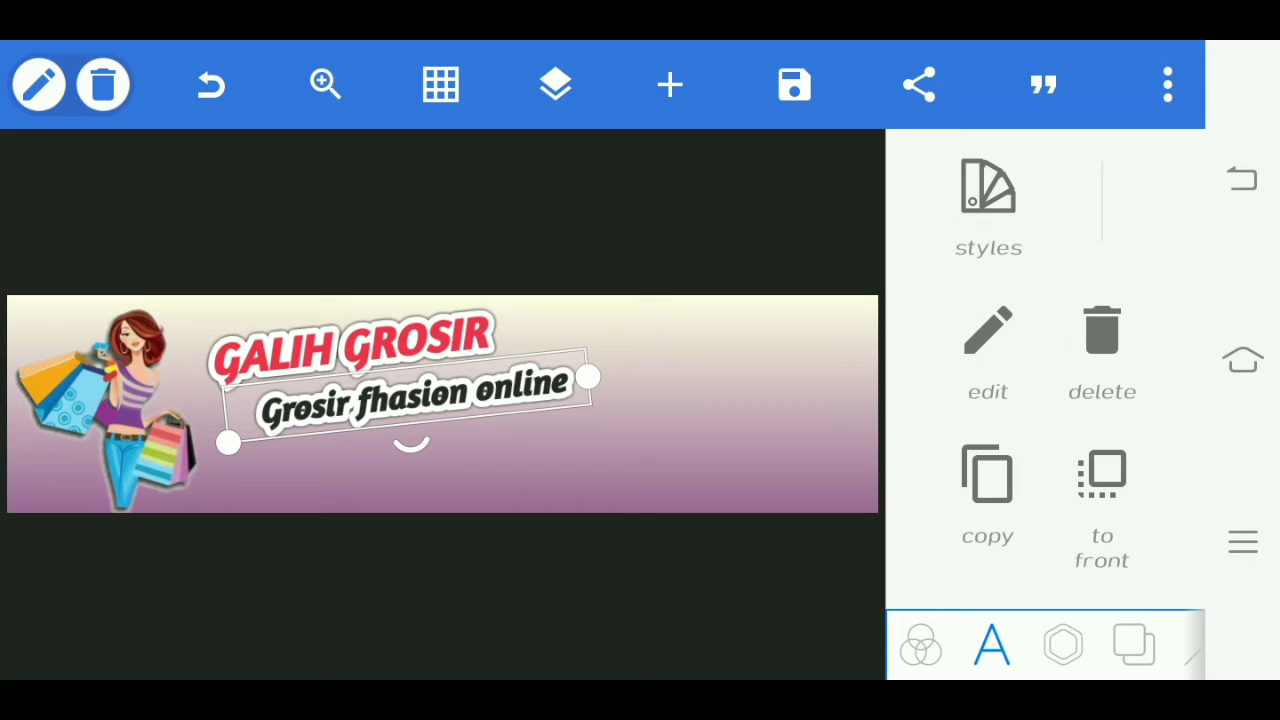 styles
GALIH GROSIR
Grosir fhasion online
edit
delete
copy
to
front